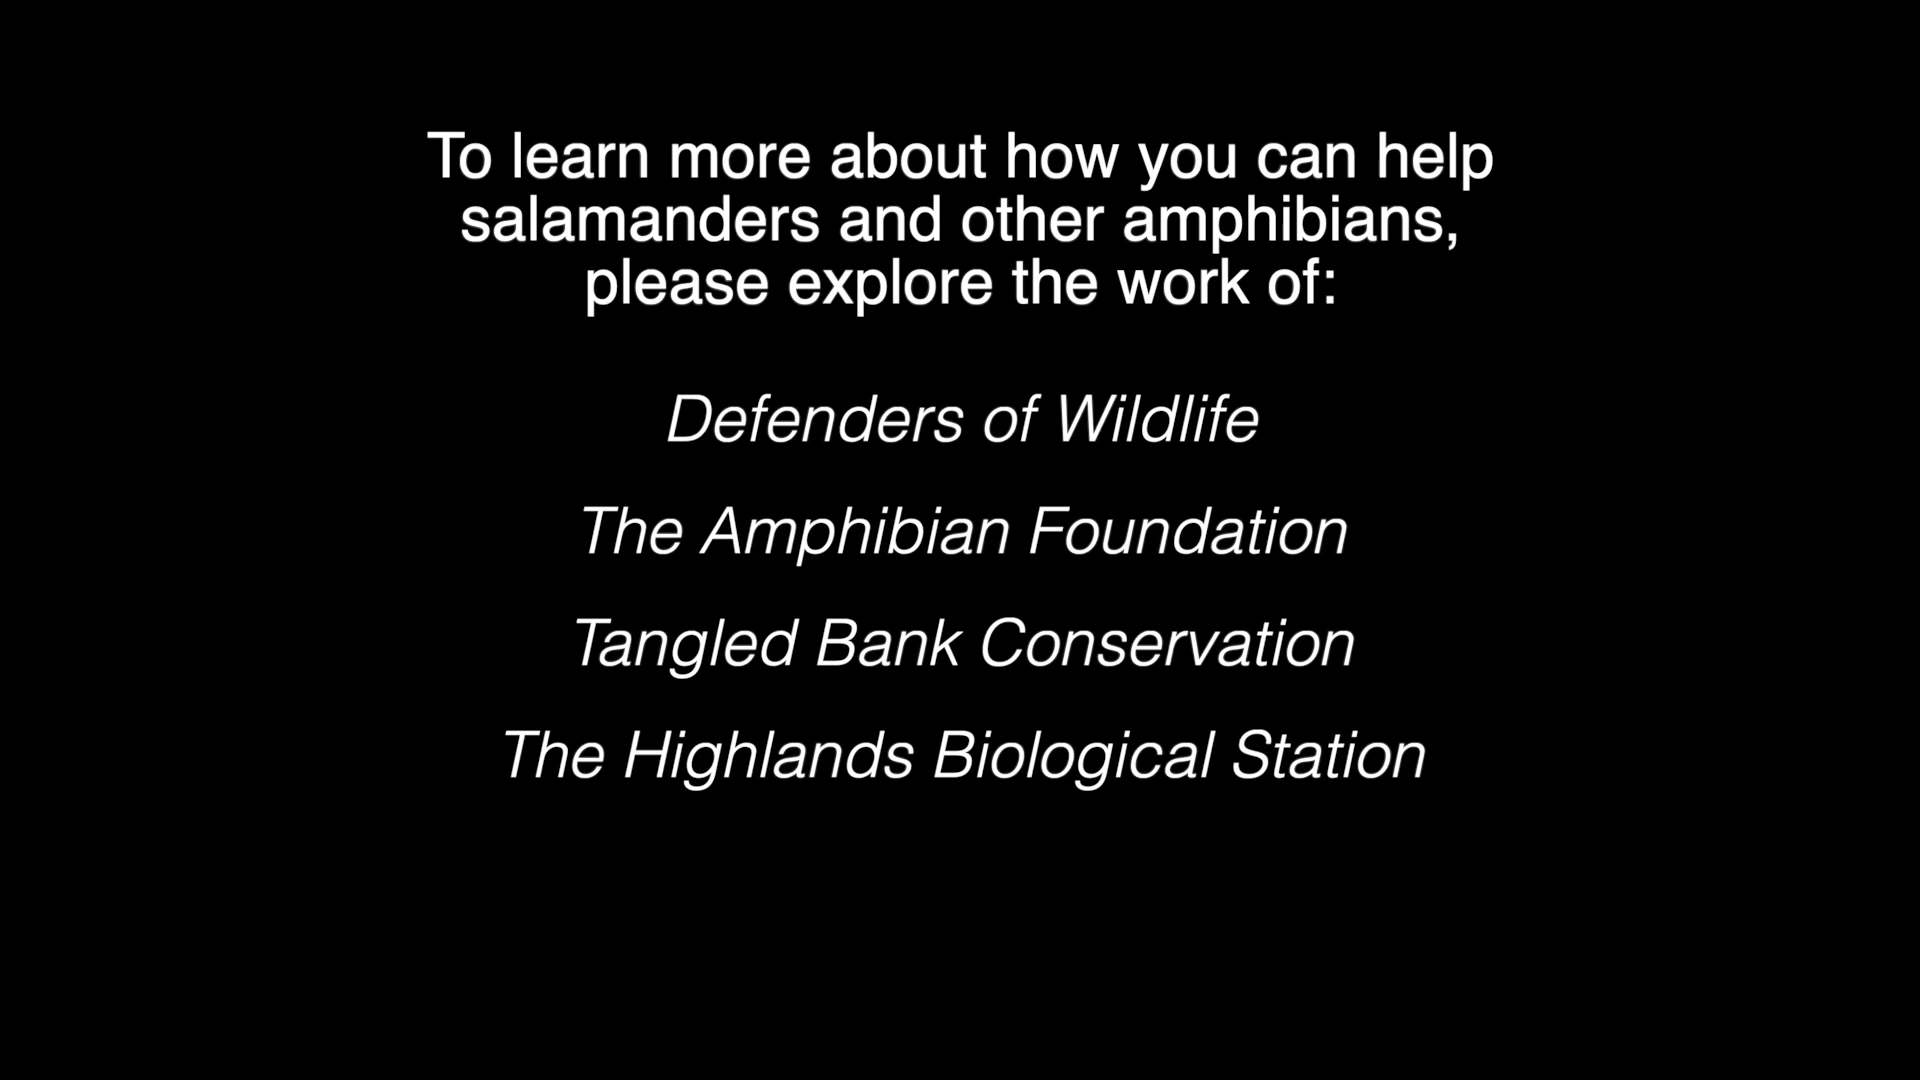 To learn more about how you can help
salamanders and other amphibians,
please explore the work of:
Defenders of Wildlife
The Amphibian Foundation
Tangled Bank Conservation
The Highlands Biological Station